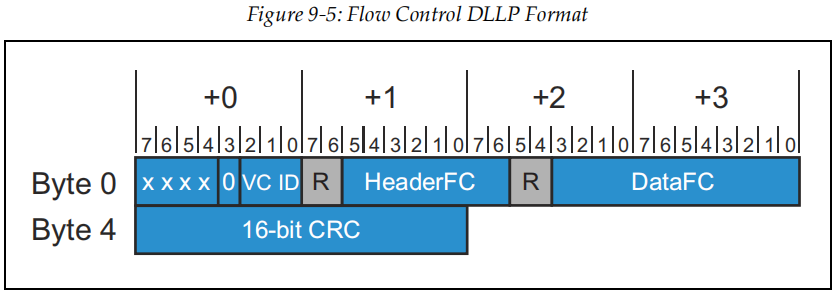 Figure 9-5: Flow Control DLLP Format
+0 +1 +2 +3
7 6 5 4 3 2 1 0 7 6 5 4 3 2 1 0 7 6 5 4 3 2 1 0 7 6 5 4 3 2 1 0
Byte 0 x x x x 0 VC ID R HeaderFC R DataFC
Byte 4 16-bit CRC